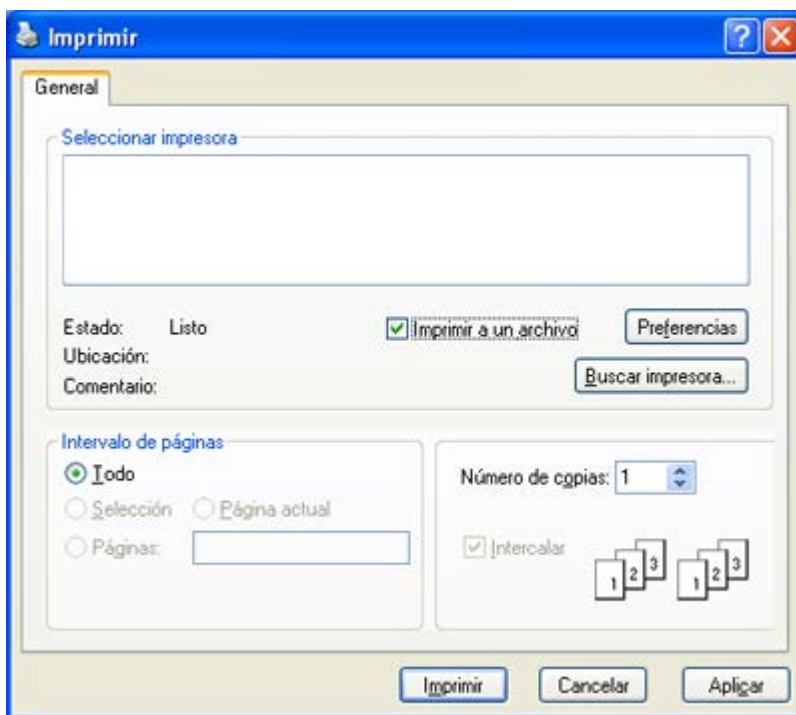 Imprimir
General
Seleccionar impresora
Estado: Listo
Imprimir a un archivo
Preferencias
Ubicación:
Buscar impresora...
Comentario:
Intervalo de páginas
Todo
Selección
Página actual
Páginas:
Número de copias: 1
Intercalar
1 2 3 1 2 3
Imprimir
Cancelar
Aplicar